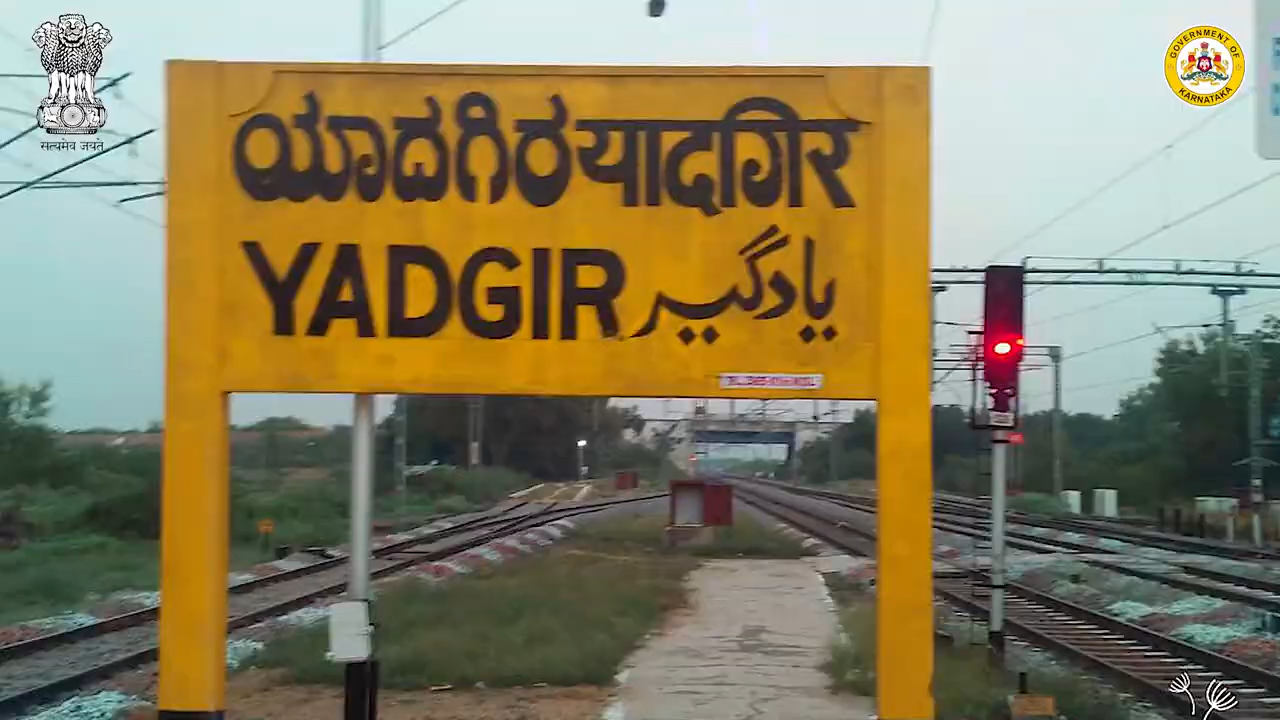 ಯಾದಗಿರ यादगिर
YADGIR یادگیر
सत्यमेव जयते
GOVERNMENT OF
KARNATAKA